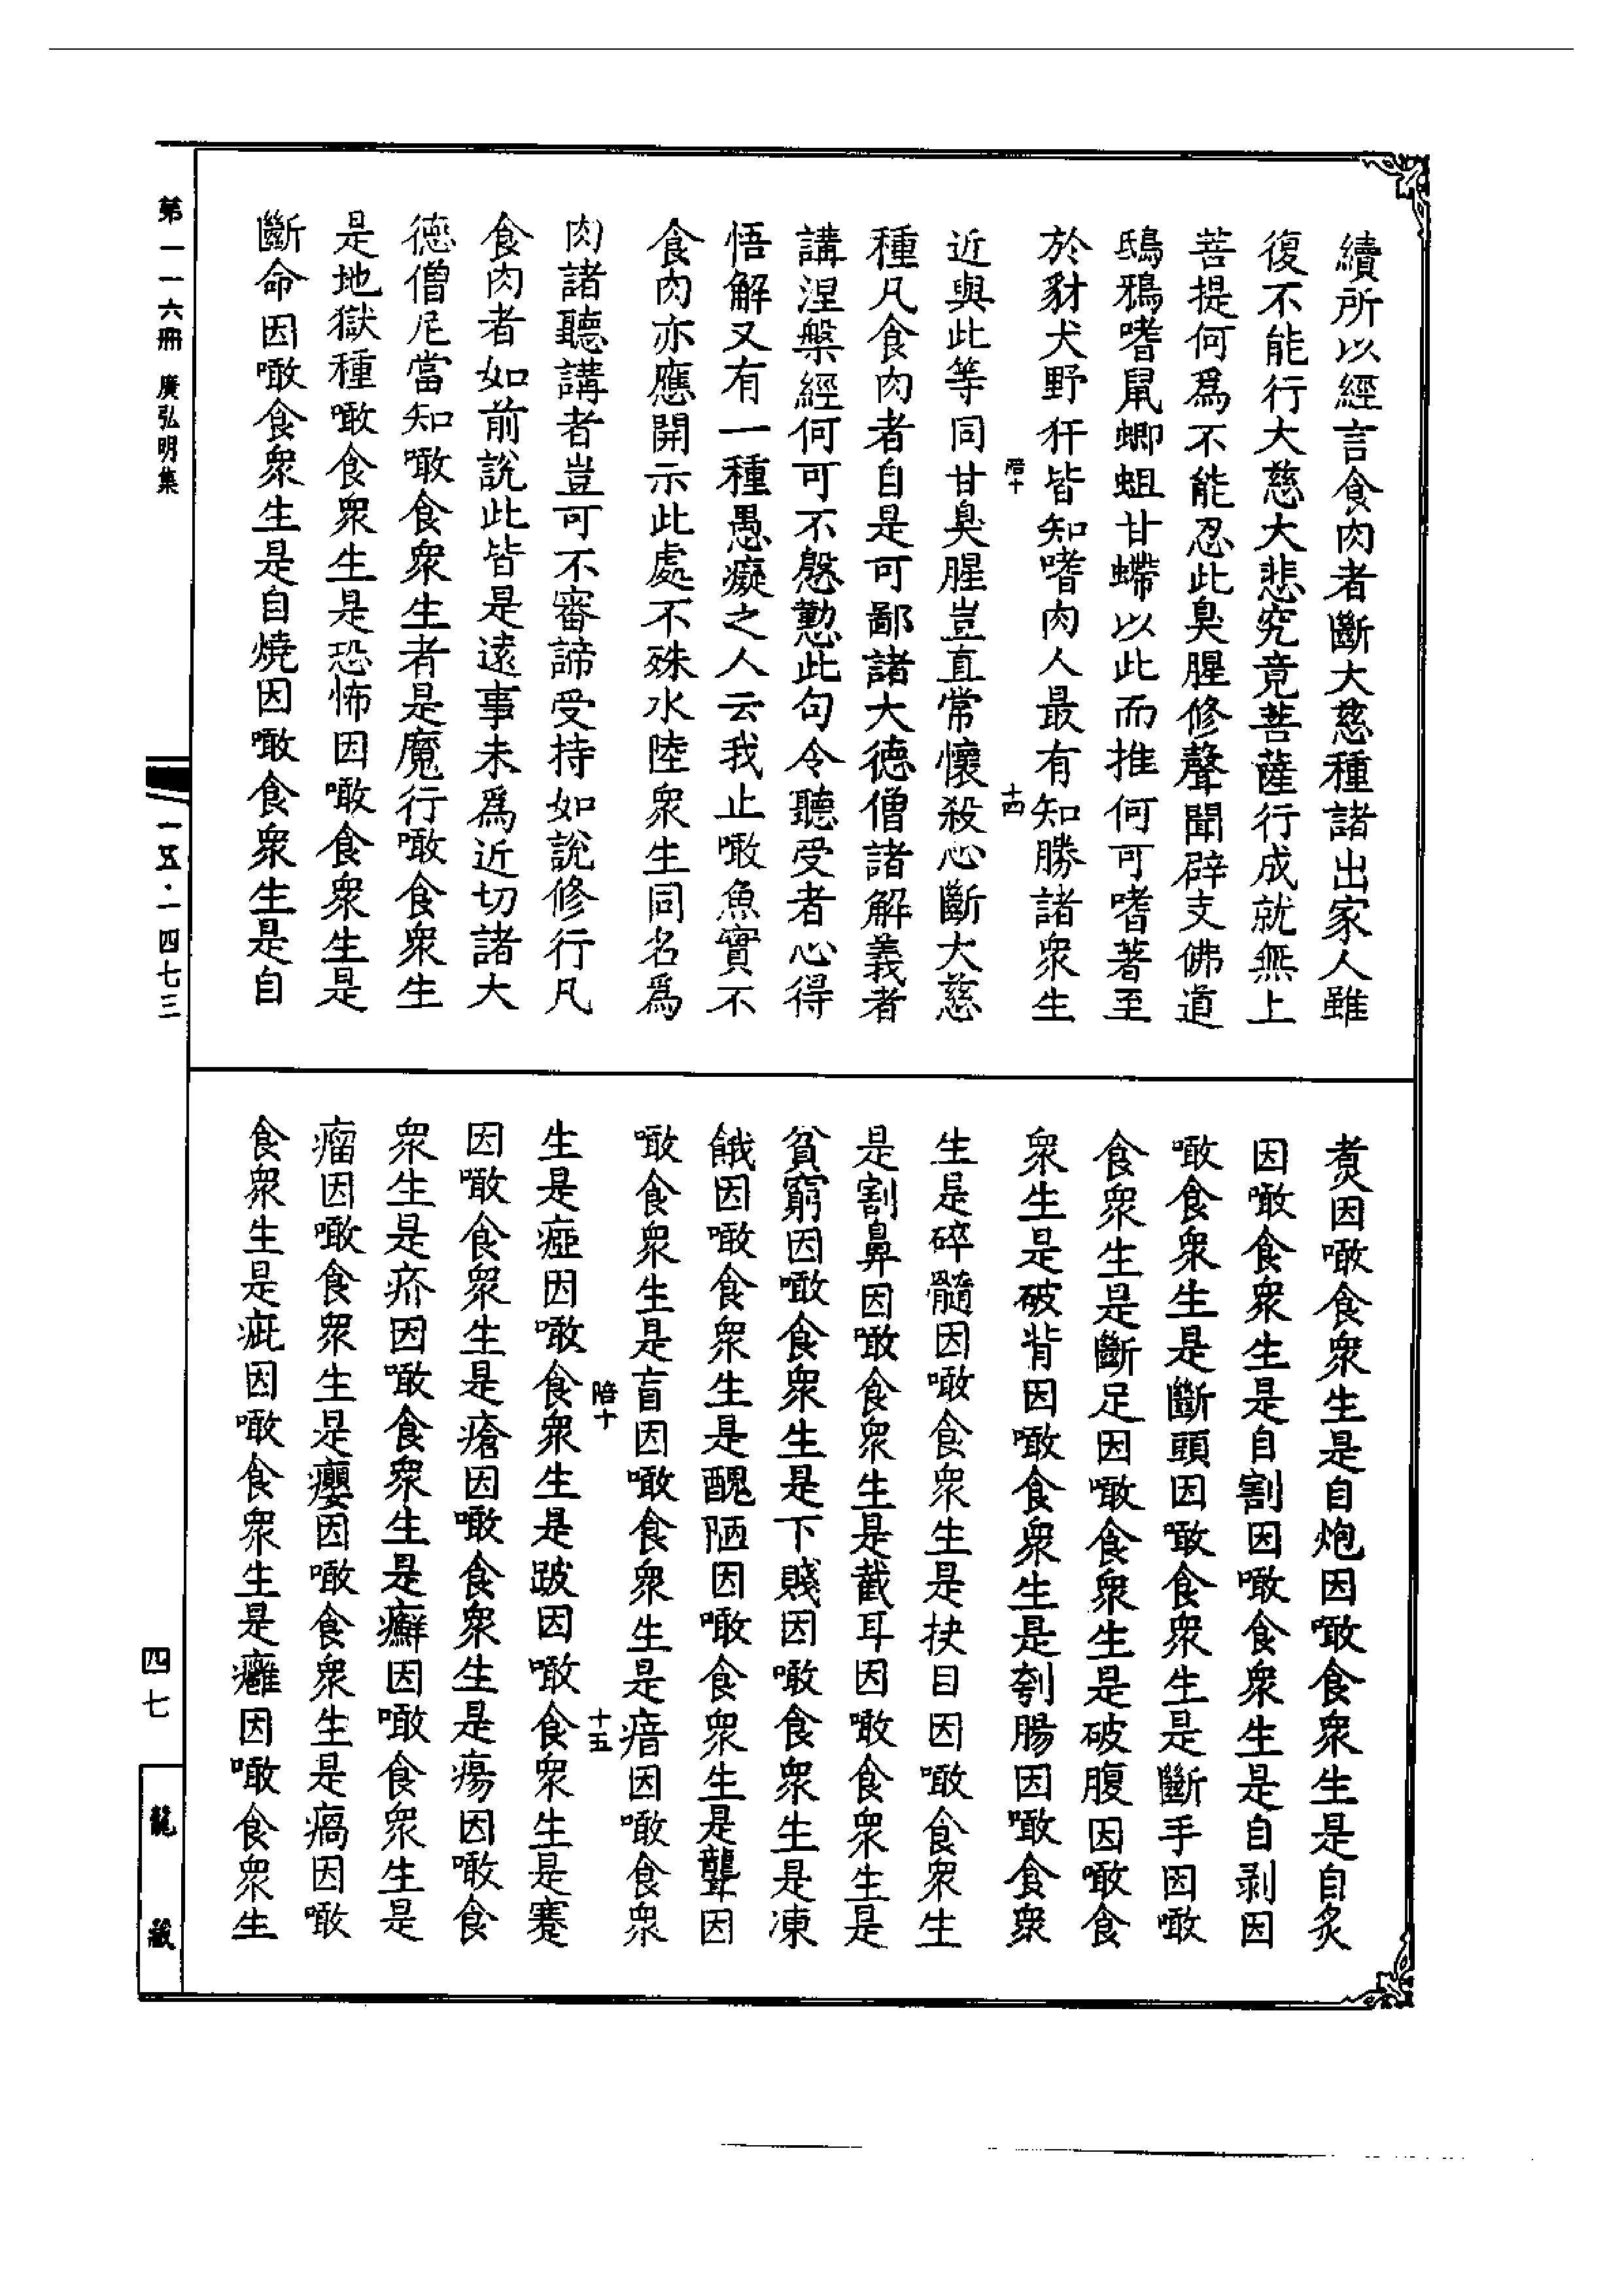 續所以經言食肉者斷大慈種諸出家人雖
復不能行大慈大悲究竟菩薩行成就無上
菩提何爲不能忍此臭腥修聲聞辟支佛道
鴟鵶嗜鼠蝍蛆甘螮以此而推何可嗜著至
於豺犬野犴皆知嗜肉人最有知勝諸衆生
陪十 十四
近與此等同甘臭腥豈直常懷殺心斷大慈
種凡食肉者自是可鄙諸大德僧諸解義者
講涅槃經何可不慇懃此句令聽受者心得
悟解又有一種愚癡之人云我止噉魚實不
食肉亦應開示此處不殊水陸衆生同名爲
肉諸聽講者豈可不審諦受持如說修行凡
食肉者如前說此皆是遠事未爲近切諸大
德僧尼當知噉食衆生者是魔行噉食衆生
是地獄種噉食衆生是恐怖因噉食衆生是
斷命因噉食衆生是自燒因噉食衆生是自
煑因噉食衆生是自炮因噉食衆生是自炙
因噉食衆生是自割因噉食衆生是自剥因
噉食衆生是斷頭因噉食衆生是斷手因噉
食衆生是斷足因噉食衆生是破腹因噉食
衆生是破背因噉食衆生是刳腸因噉食衆
生是碎髓因噉食衆生是抉目因噉食衆生
是割鼻因噉食衆生是截耳因噉食衆生是
貧窮因噉食衆生是下賤因噉食衆生是凍
餓因噉食衆生是醜陋因噉食衆生是聾因
噉食衆生是盲因噉食衆生是瘖因噉食衆
陪十 十五
生是瘂因噉食衆生是跛因噉食衆生是蹇
因噉食衆生是瘡因噉食衆生是瘍因噉食
衆生是疥因噉食衆生是癬因噉食衆生是
瘤因噉食衆生是癭因噉食衆生是瘑因噉
食衆生是疵因噉食衆生是癰因噉食衆生
第一一六冊 廣弘明集
一五五·一四七三
四七
龍藏